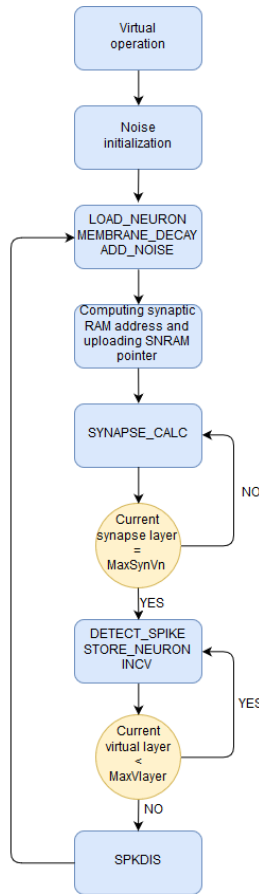 Virtual
operation
Noise
initialization
LOAD_NEURON
MEMBRANE_DECAY
ADD_NOISE
Computing synaptic
RAM address and
uploading SNRAM
pointer
SYNAPSE_CALC
NO
Current
synapse layer
=
MaxSynVn
YES
DETECT_SPIKE
STORE_NEURON
INCV
YES
Current
virtual layer
<
MaxVlayer
NO
SPKDIS